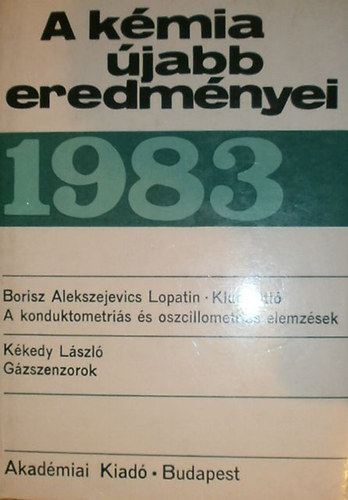 A kémia
újabb
eredményei
1983
Borisz Alekszejevics Lopatin •
A konduktometriás és oszcillometriás elemzések
Kékedy László
Gázszenzorok
Akadémiai Kiadó • Budapest